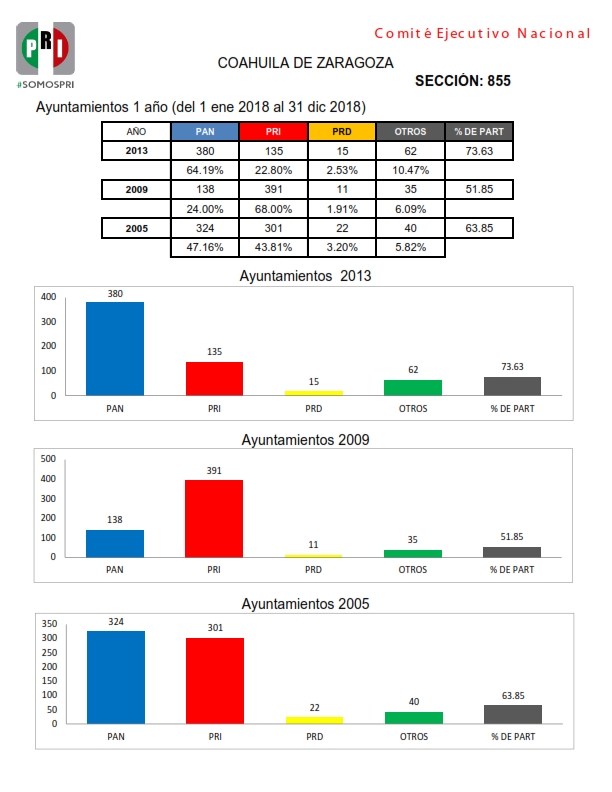 Comité Ejecutivo Nacional
PRI
#SOMOSPRI
COAHUILA DE ZARAGOZA
SECCIÓN: 855
Ayuntamientos 1 año (del 1 ene 2018 al 31 dic 2018)
AÑO PAN PRI PRD OTROS % DE PART
2013 380 135 15 62 73.63
64.19% 22.80% 2.53% 10.47%
2009 138 391 11 35 51.85
24.00% 68.00% 1.91% 6.09%
2005 324 301 22 40 63.85
47.16% 43.81% 3.20% 5.82%
Ayuntamientos 2013
400
300
200
100
0
380
135
15
62
73.63
PAN PRI PRD OTROS % DE PART
Ayuntamientos 2009
500
400
300
200
100
0
138
391
11
35
51.85
PAN PRI PRD OTROS % DE PART
Ayuntamientos 2005
350
300
250
200
150
100
50
0
324
301
22
40
63.85
PAN PRI PRD OTROS % DE PART